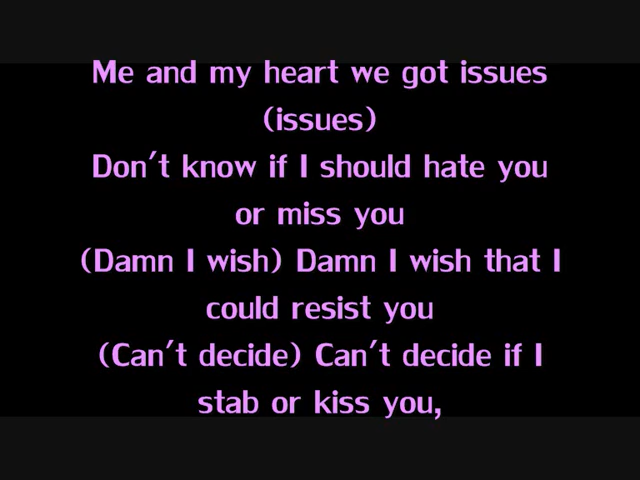 Me and my heart we got issues
(issues)
Don't know if I should hate you
or miss you
(Damn I wish) Damn I wish that I
could resist you
(Can't decide) Can't decide if I
stab or kiss you,